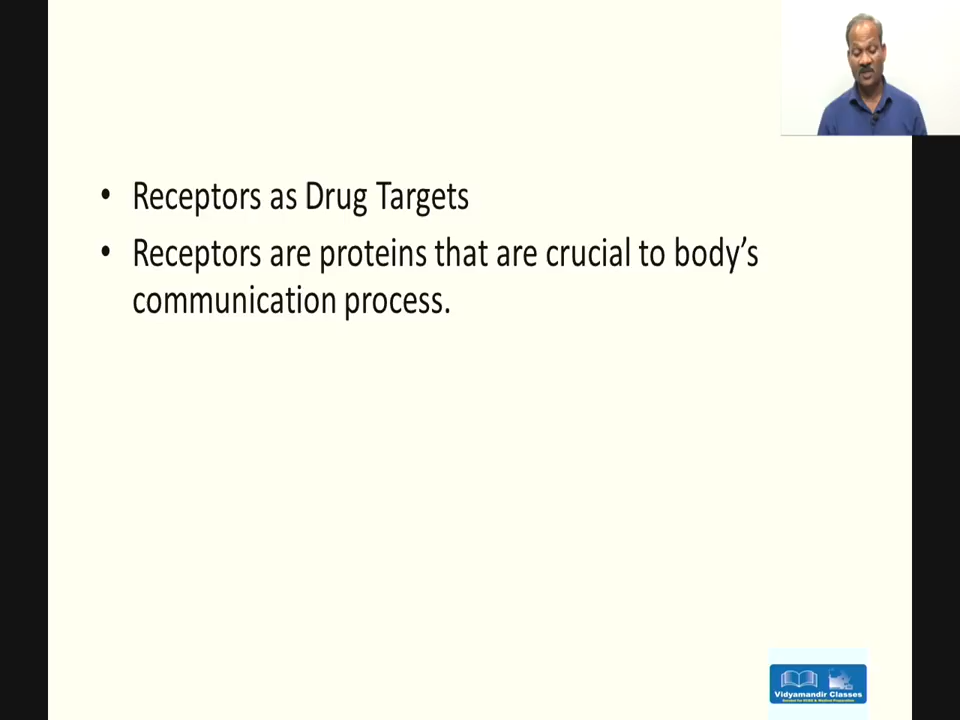 • Receptors as Drug Targets
• Receptors are proteins that are crucial to body’s
communication process.
Vidyamandir Classes